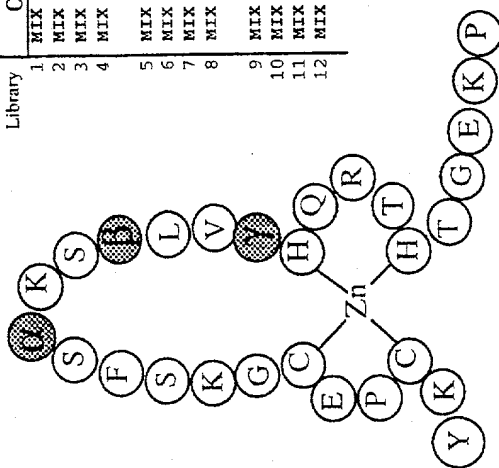 Library
1 MIX
2 MIX
3 MIX
4 MIX
5 MIX
6 MIX
7 MIX
8 MIX
9 MIX
10 MIX
11 MIX
12 MIX
Y K C P E C G K S F S α K S β L V γ H Q R T H T G E K P
Zn